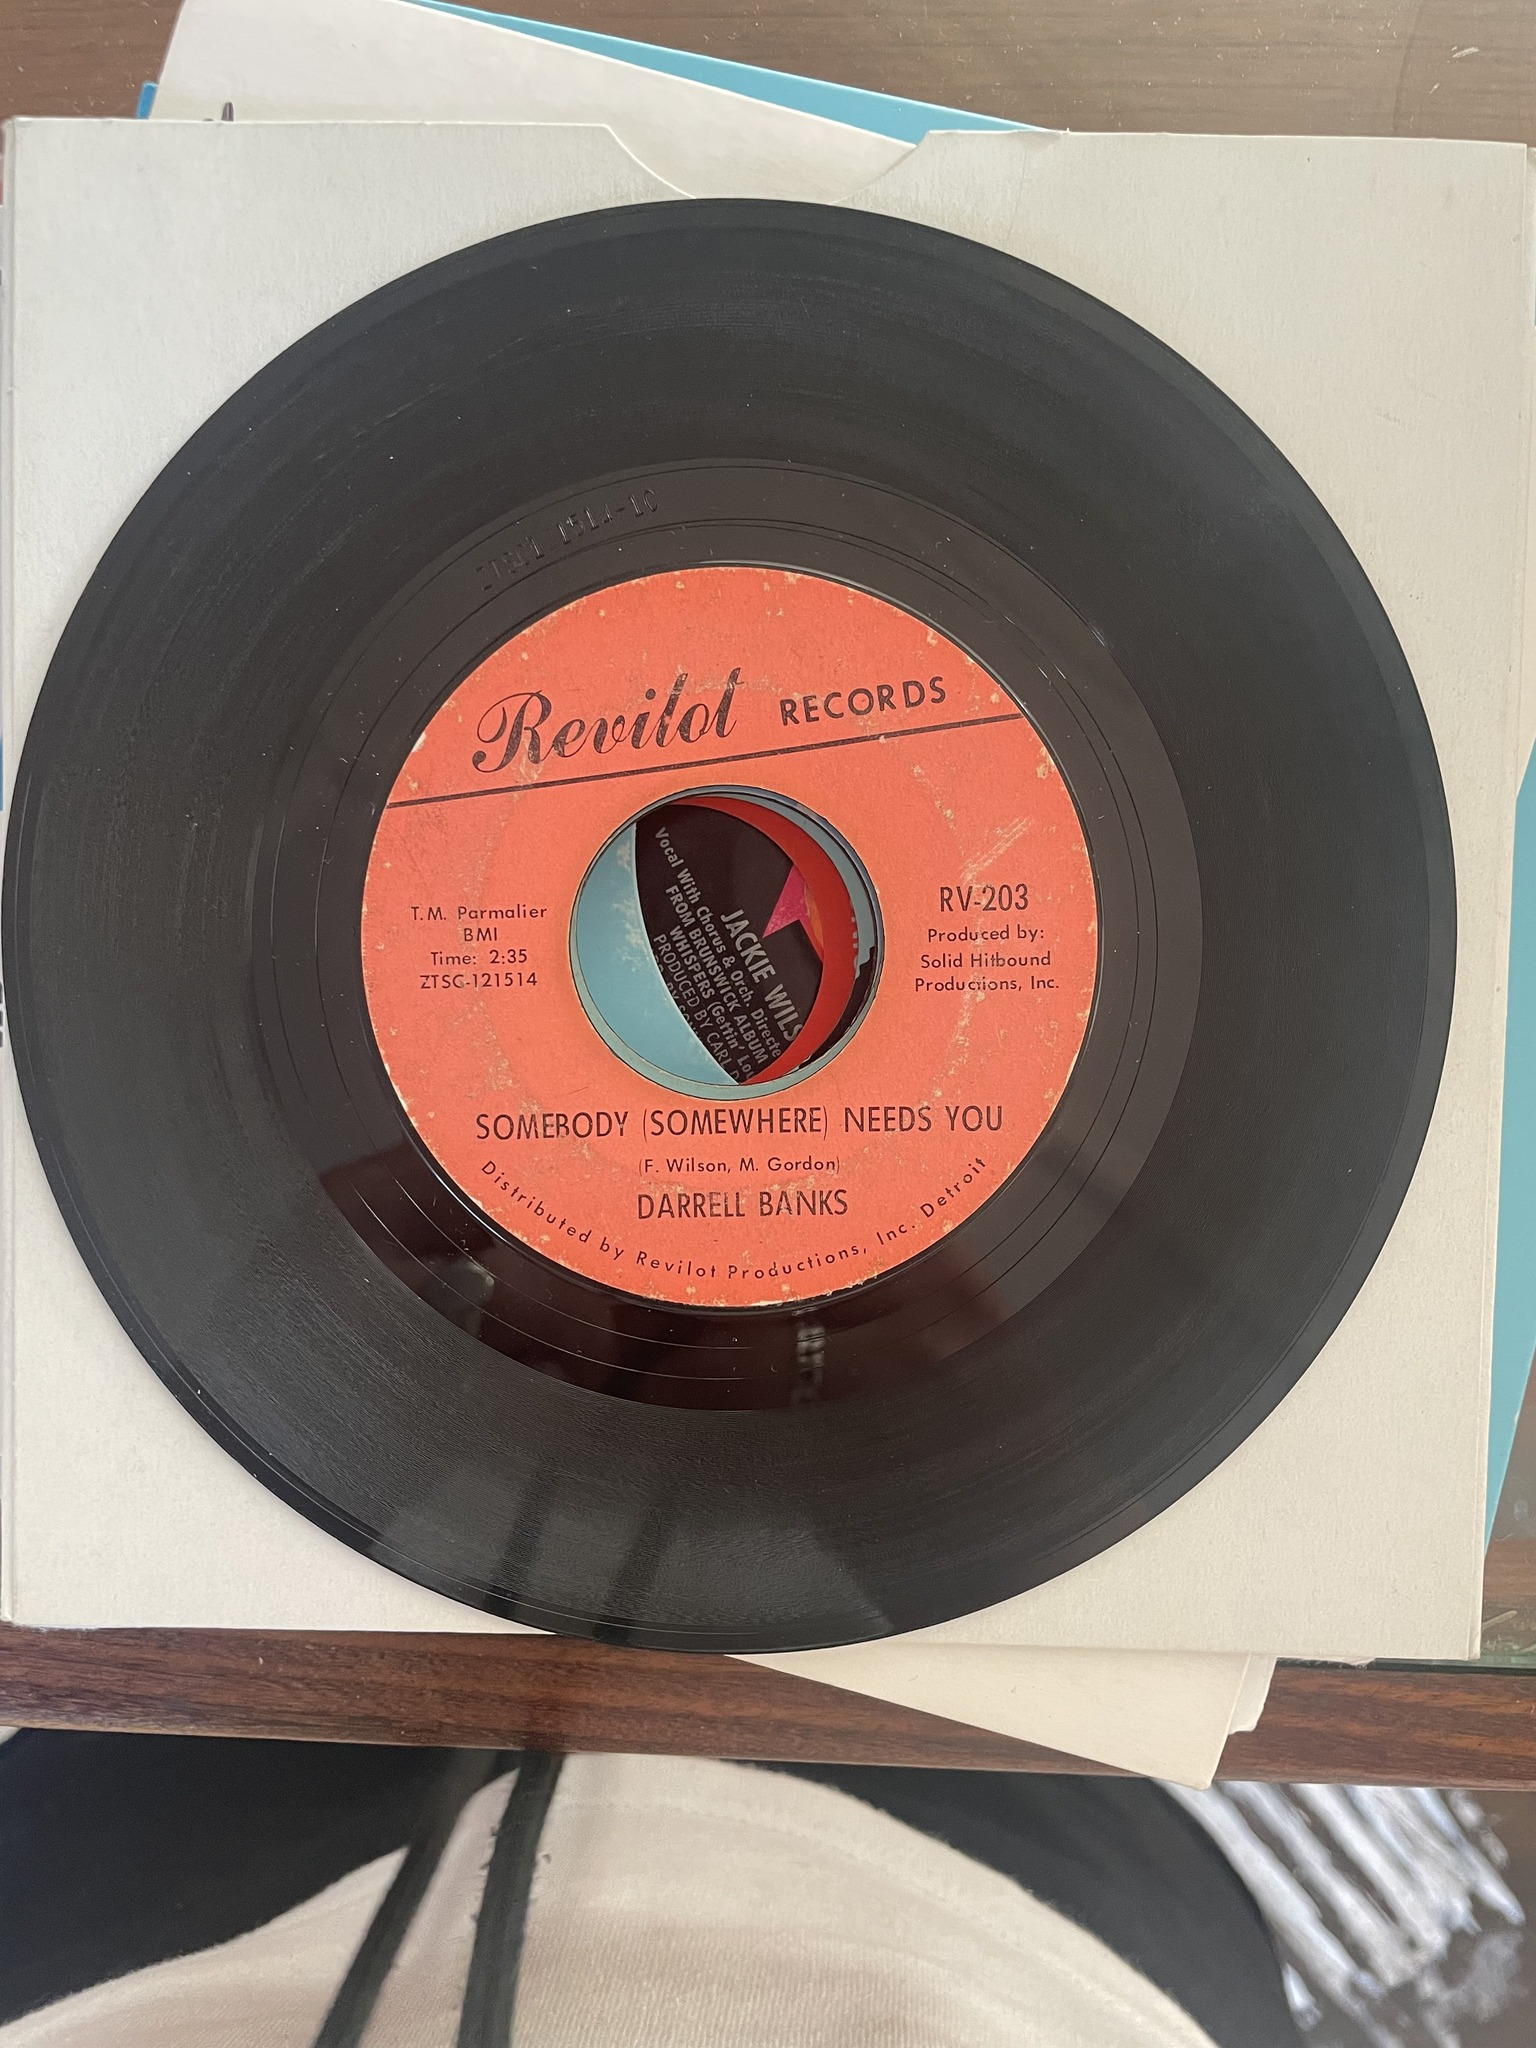 Revilot RECORDS
T.M. Parmalier
BMI
Time: 2:35
ZTSC-121514
RV-203
Produced by:
Solid Hitbound
Productions, Inc.
SOMEBODY (SOMEWHERE) NEEDS YOU
(F. Wilson, M. Gordon)
DARRELL BANKS
Distributed by Revilot Productions, Inc. Detroit
JACKIE WILS
Vocal With Chorus & Orch. Directe
FROM BRUNSWICK ALBUM
WHISPERS (Gettin' Lou
PRODUCED BY CARL D